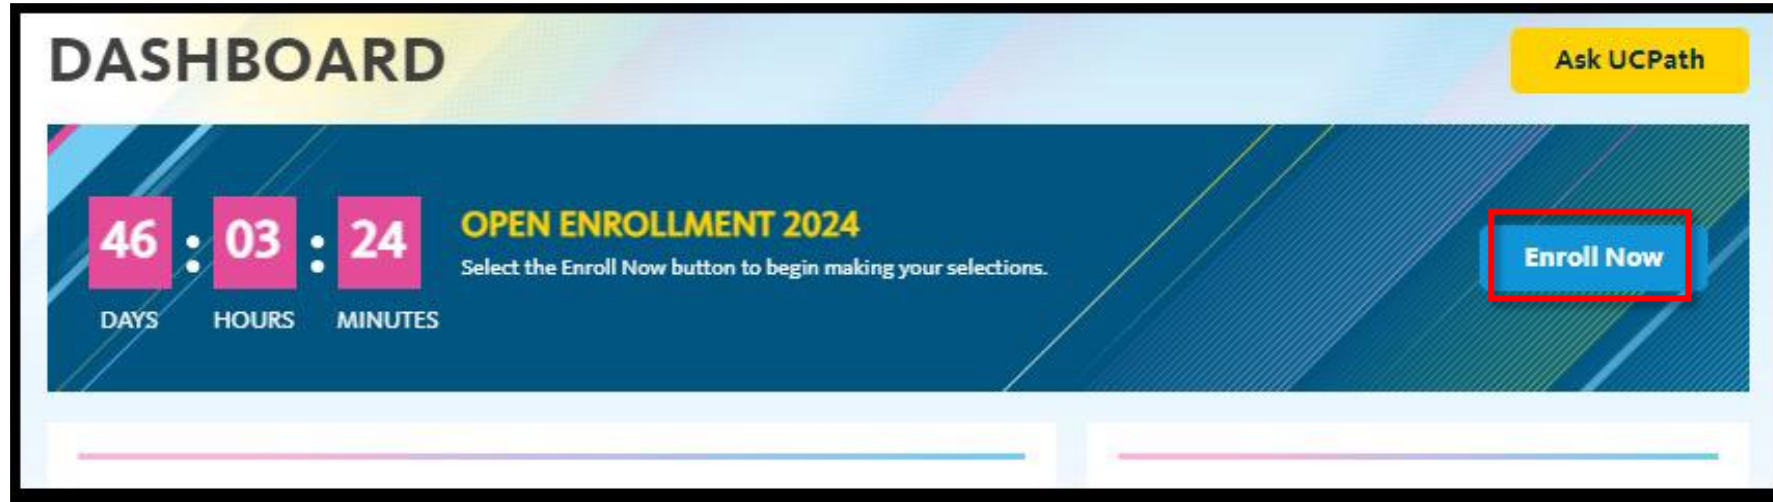 DASHBOARD
Ask UCPath
46 : 03 : 24
DAYS HOURS MINUTES
OPEN ENROLLMENT 2024
Select the Enroll Now button to begin making your selections.
Enroll Now